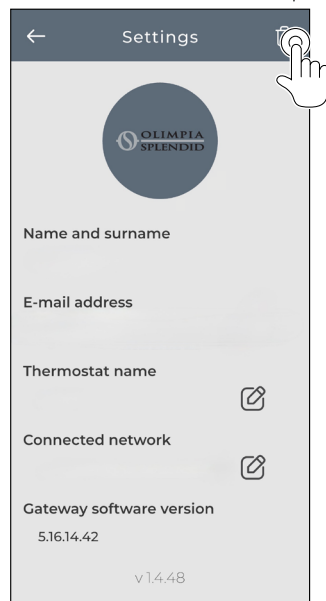 Settings
OLIMPIA
SPLENDID
Name and surname
E-mail address
Thermostat name
Connected network
Gateway software version
5.16.14.42
v 1.4.48